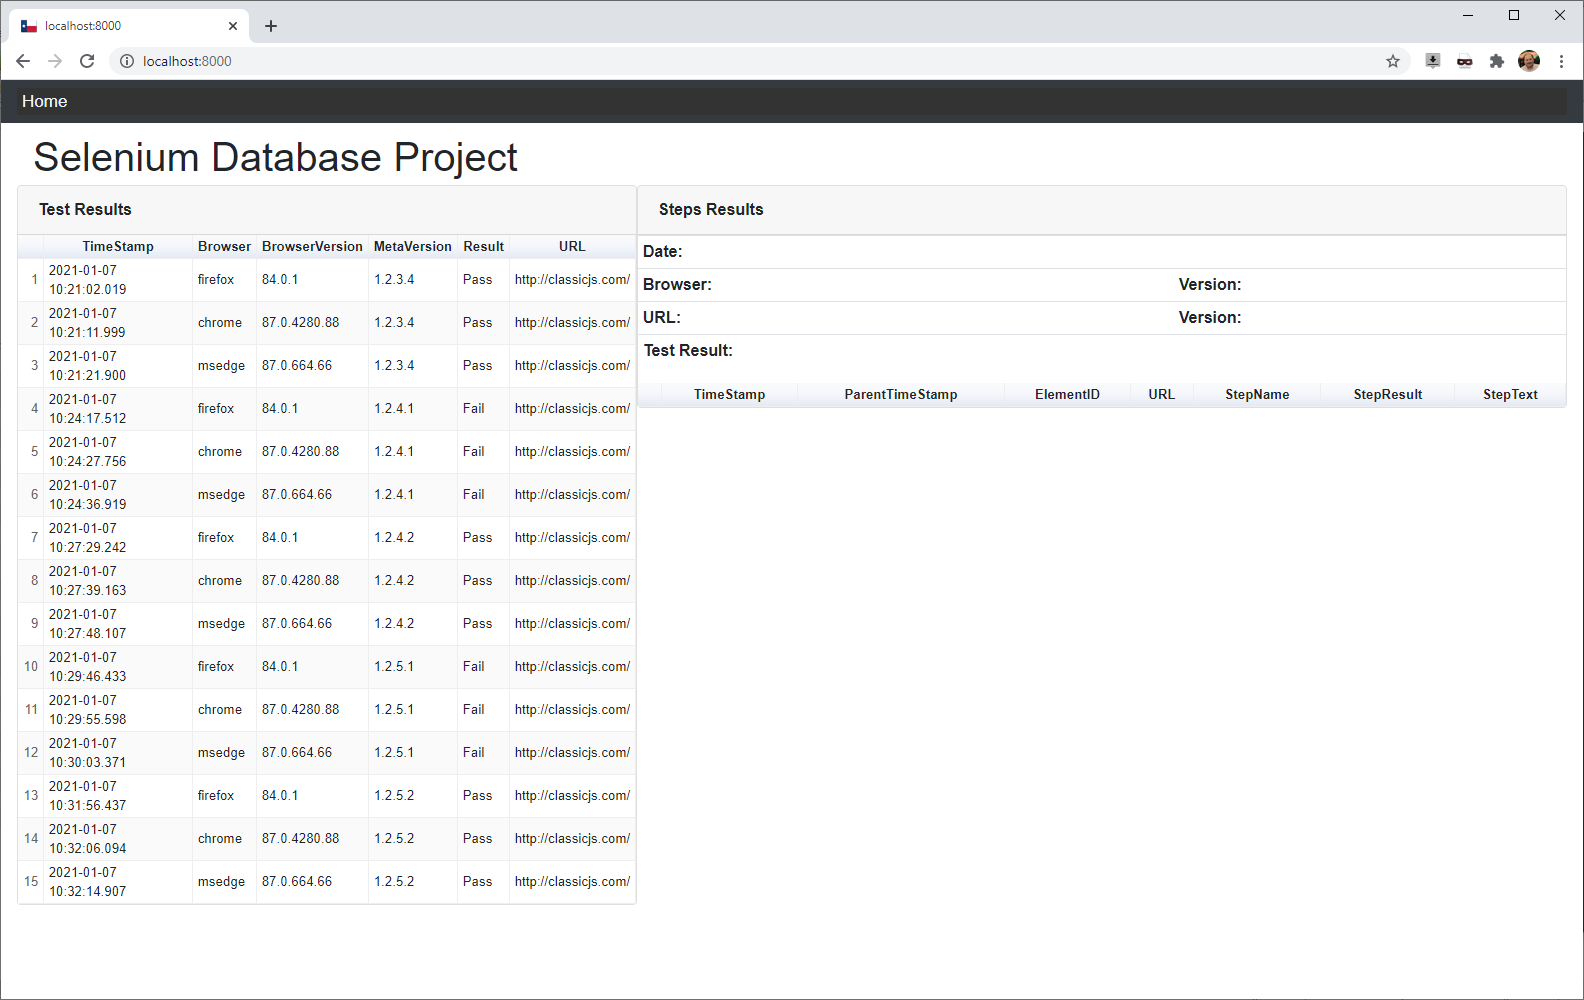 localhost:8000
localhost:8000
Home
Selenium Database Project
Test Results
TimeStamp Browser BrowserVersion MetaVersion Result URL
1 2021-01-07 10:21:02.019 firefox 84.0.1 1.2.3.4 Pass http://classicjs.com/
2 2021-01-07 10:21:11.999 chrome 87.0.4280.88 1.2.3.4 Pass http://classicjs.com/
3 2021-01-07 10:21:21.900 msedge 87.0.664.66 1.2.3.4 Pass http://classicjs.com/
4 2021-01-07 10:24:17.512 firefox 84.0.1 1.2.4.1 Fail http://classicjs.com/
5 2021-01-07 10:24:27.756 chrome 87.0.4280.88 1.2.4.1 Fail http://classicjs.com/
6 2021-01-07 10:24:36.919 msedge 87.0.664.66 1.2.4.1 Fail http://classicjs.com/
7 2021-01-07 10:27:29.242 firefox 84.0.1 1.2.4.2 Pass http://classicjs.com/
8 2021-01-07 10:27:39.163 chrome 87.0.4280.88 1.2.4.2 Pass http://classicjs.com/
9 2021-01-07 10:27:48.107 msedge 87.0.664.66 1.2.4.2 Pass http://classicjs.com/
10 2021-01-07 10:29:46.433 firefox 84.0.1 1.2.5.1 Fail http://classicjs.com/
11 2021-01-07 10:29:55.598 chrome 87.0.4280.88 1.2.5.1 Fail http://classicjs.com/
12 2021-01-07 10:30:03.371 msedge 87.0.664.66 1.2.5.1 Fail http://classicjs.com/
13 2021-01-07 10:31:56.437 firefox 84.0.1 1.2.5.2 Pass http://classicjs.com/
14 2021-01-07 10:32:06.094 chrome 87.0.4280.88 1.2.5.2 Pass http://classicjs.com/
15 2021-01-07 10:32:14.907 msedge 87.0.664.66 1.2.5.2 Pass http://classicjs.com/
Steps Results
Date:
Browser: Version:
URL: Version:
Test Result:
TimeStamp ParentTimeStamp ElementID URL StepName StepResult StepText